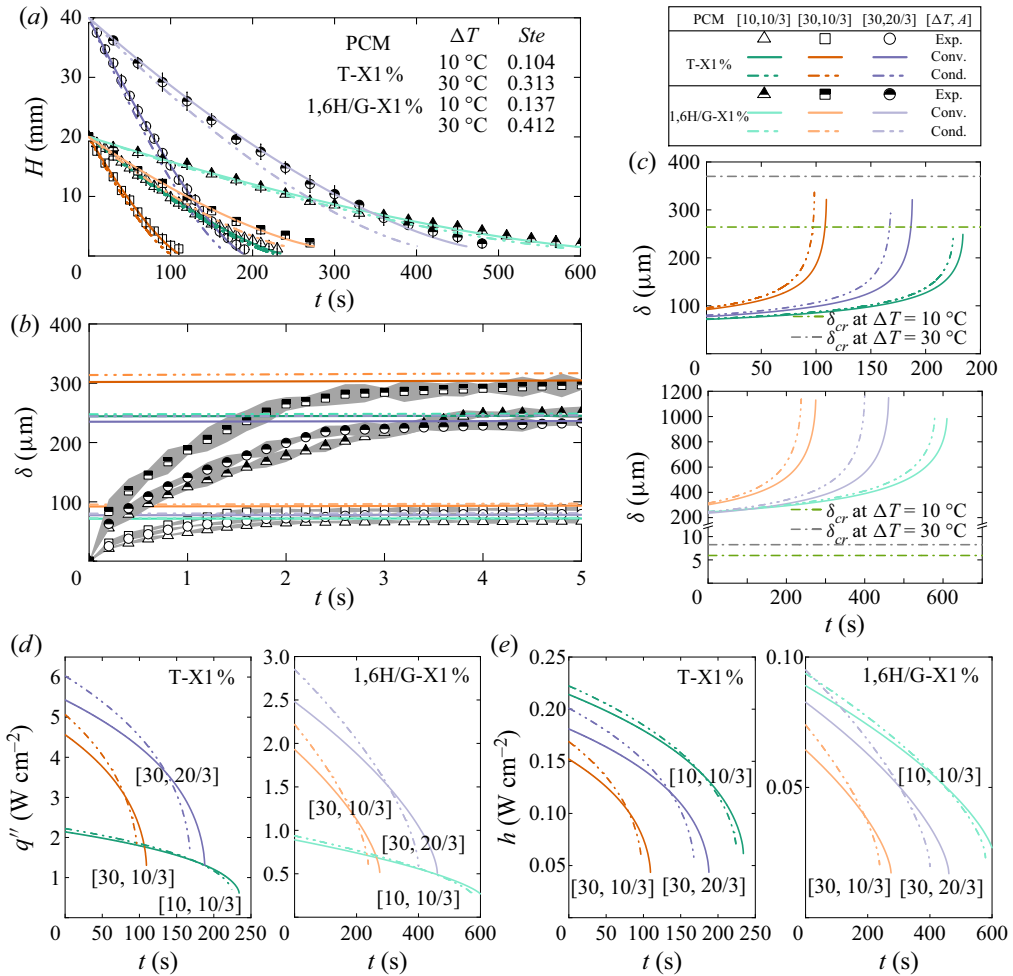 (a)
40
30
20
10
0
H (mm)
100 200 300 400 500 600
t (s)
PCM ΔT Ste
T-X1% 10 °C 0.104
30 °C 0.313
1,6H/G-X1% 10 °C 0.137
30 °C 0.412
PCM [10,10/3] [30,10/3] [30,20/3] [ΔT, A]
T-X1% Exp.
Conv.
Cond.
1,6H/G-X1% Exp.
Conv.
Cond.
(b)
400
300
200
100
0
δ (μm)
1 2 3 4 5
t (s)
(c)
400
300
200
100
0
δ (μm)
δcr at ΔT = 10 °C
δcr at ΔT = 30 °C
50 100 150 200 200
1200
1000
800
600
400
200
10
5
0
δ (μm)
δcr at ΔT = 10 °C
δcr at ΔT = 30 °C
200 400 600
t (s)
(d)
T-X1%
6
5
4
3
2
1
q″ (W cm−2)
[30, 20/3]
[30, 10/3]
[10, 10/3]
0 50 100 150 200 250
t (s)
1,6H/G-X1%
3.0
2.5
2.0
1.5
1.0
0.5
[30, 10/3]
[30, 20/3]
[10, 10/3]
0 200 400 600
t (s)
(e)
T-X1%
0.25
0.20
0.15
0.10
0.05
h (W cm−2)
[10, 10/3]
[30, 10/3]
[30, 20/3]
0 50 100 150 200 250
t (s)
1,6H/G-X1%
0.10
0.05
[10, 10/3]
[30, 10/3]
[30, 20/3]
0 200 400 600
t (s)